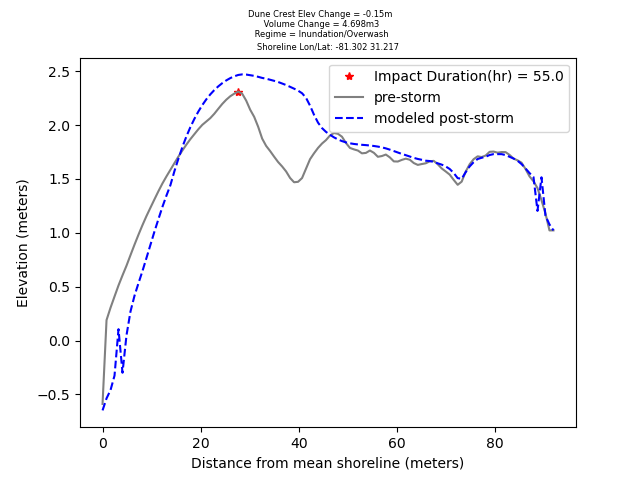 Dune Crest Elev Change = -0.15m
Volume Change = 4.698m3
Regime = Inundation/Overwash
Shoreline Lon/Lat: -81.302 31.217
Impact Duration(hr) = 55.0
pre-storm
modeled post-storm
2.5
2.0
1.5
1.0
0.5
0.0
−0.5
Elevation (meters)
0 20 40 60 80
Distance from mean shoreline (meters)